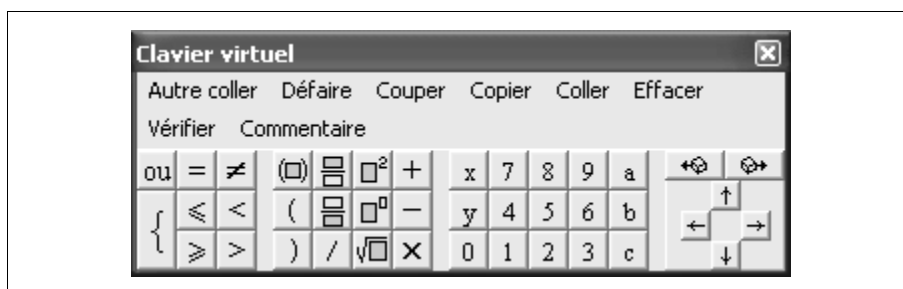 Clavier virtuel
Autre coller Défaire Couper Copier Coller Effacer
Vérifier Commentaire
ou = ≠ (□) □/□ □² + x 7 8 9 a
{ ⩽ < ( □/□ □^□ − y 4 5 6 b
⩾ > ) / √□ × 0 1 2 3 c